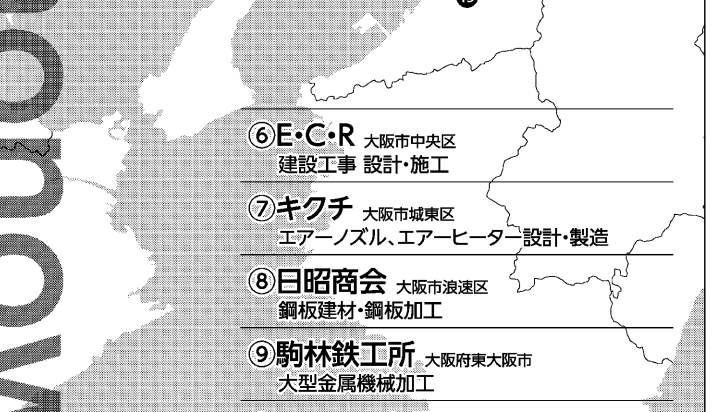 ⑥E・C・R 大阪市中央区
建設工事 設計・施工
⑦キクチ 大阪市城東区
エアーノズル、エアーヒーター設計・製造
⑧日昭商会 大阪市浪速区
鋼板建材・鋼板加工
⑨駒林鉄工所 大阪府東大阪市
大型金属機械加工